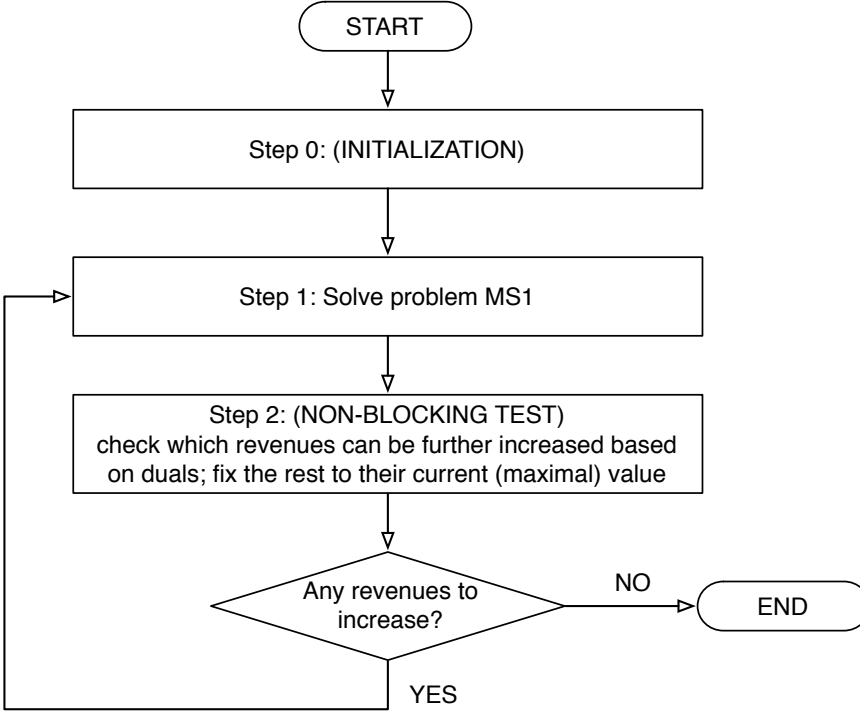 START
Step 0: (INITIALIZATION)
Step 1: Solve problem MS1
Step 2: (NON-BLOCKING TEST)
check which revenues can be further increased based
on duals; fix the rest to their current (maximal) value
Any revenues to
increase?
NO
END
YES